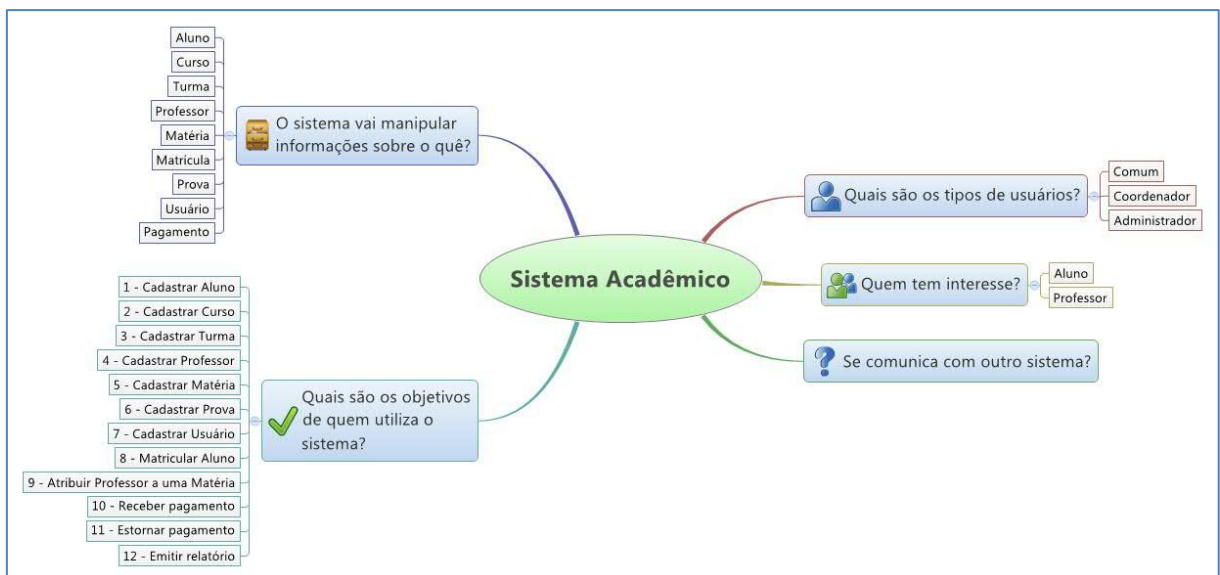 Aluno
Curso
Turma
Professor
Matéria
Matrícula
Prova
Usuário
Pagamento
O sistema vai manipular
informações sobre o quê?
1 - Cadastrar Aluno
2 - Cadastrar Curso
3 - Cadastrar Turma
4 - Cadastrar Professor
5 - Cadastrar Matéria
6 - Cadastrar Prova
7 - Cadastrar Usuário
8 - Matricular Aluno
9 - Atribuir Professor a uma Matéria
10 - Receber pagamento
11 - Estornar pagamento
12 - Emitir relatório
Quais são os objetivos
de quem utiliza o
sistema?
Sistema Acadêmico
Quais são os tipos de usuários?
Comum
Coordenador
Administrador
Quem tem interesse?
Aluno
Professor
Se comunica com outro sistema?